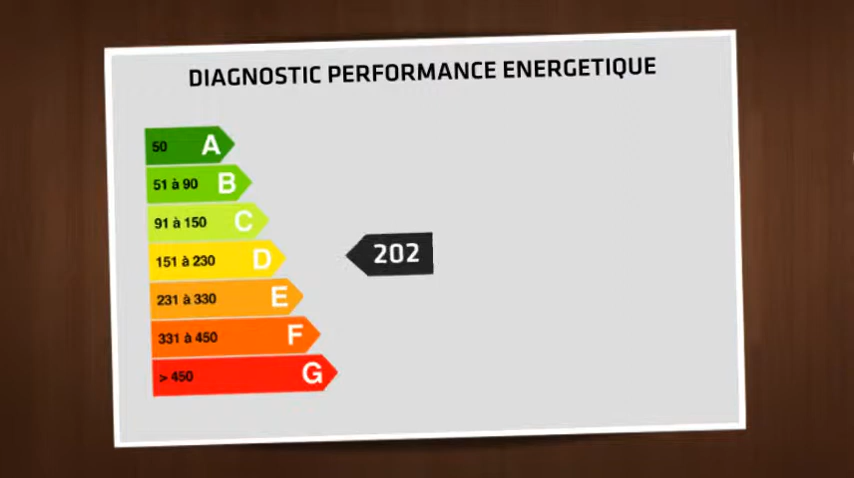 DIAGNOSTIC PERFORMANCE ENERGETIQUE
50 A
51 à 90 B
91 à 150 C
151 à 230 D
202
231 à 330 E
331 à 450 F
> 450 G